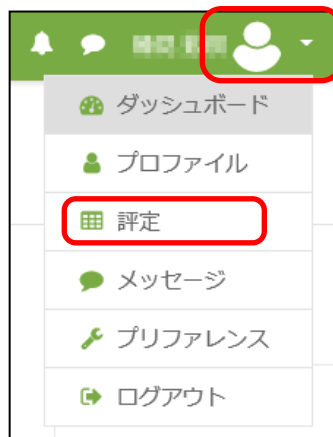 ダッシュボード
プロファイル
評定
メッセージ
プリファレンス
ログアウト